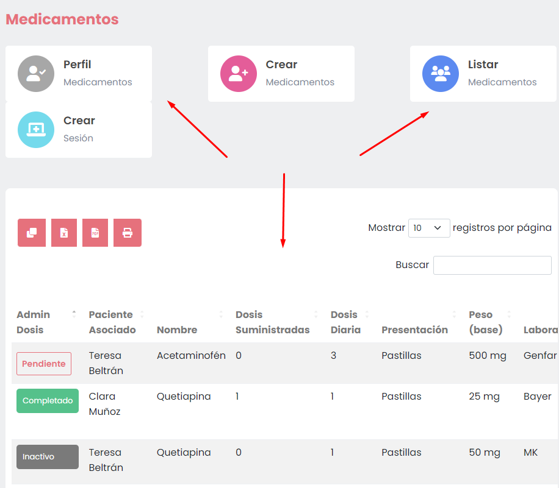 Medicamentos
Perfil
Medicamentos
Crear
Medicamentos
Listar
Medicamentos
Crear
Sesión
Mostrar 10 registros por página
Buscar
Admin Dosis Paciente Asociado Nombre Dosis Suministradas Dosis Diaria Presentación Peso (base) Labora
Pendiente Teresa Beltrán Acetaminofén 0 3 Pastillas 500 mg Genfar
Completado Clara Muñoz Quetiapina 1 1 Pastillas 25 mg Bayer
Inactivo Teresa Beltrán Quetiapina 0 1 Pastillas 50 mg MK